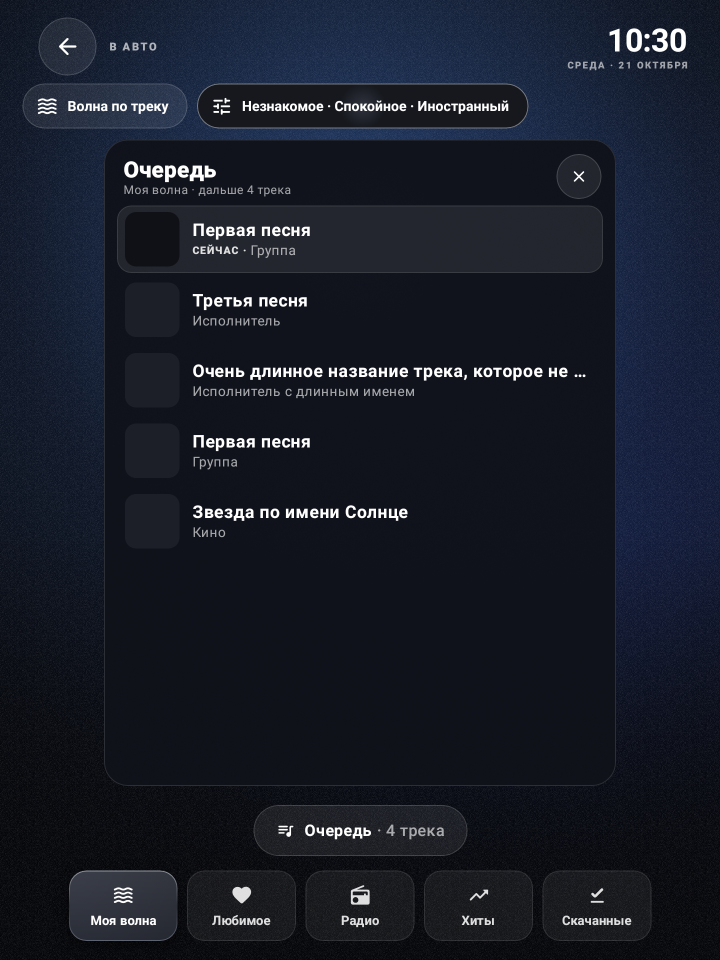 В АВТО
10:30
СРЕДА · 21 ОКТЯБРЯ
Волна по треку
Незнакомое · Спокойное · Иностранный
Очередь
Моя волна · дальше 4 трека
Первая песня
СЕЙЧАС · Группа
Третья песня
Исполнитель
Очень длинное название трека, которое не …
Исполнитель с длинным именем
Первая песня
Группа
Звезда по имени Солнце
Кино
Очередь · 4 трека
Моя волна
Любимое
Радио
Хиты
Скачанные